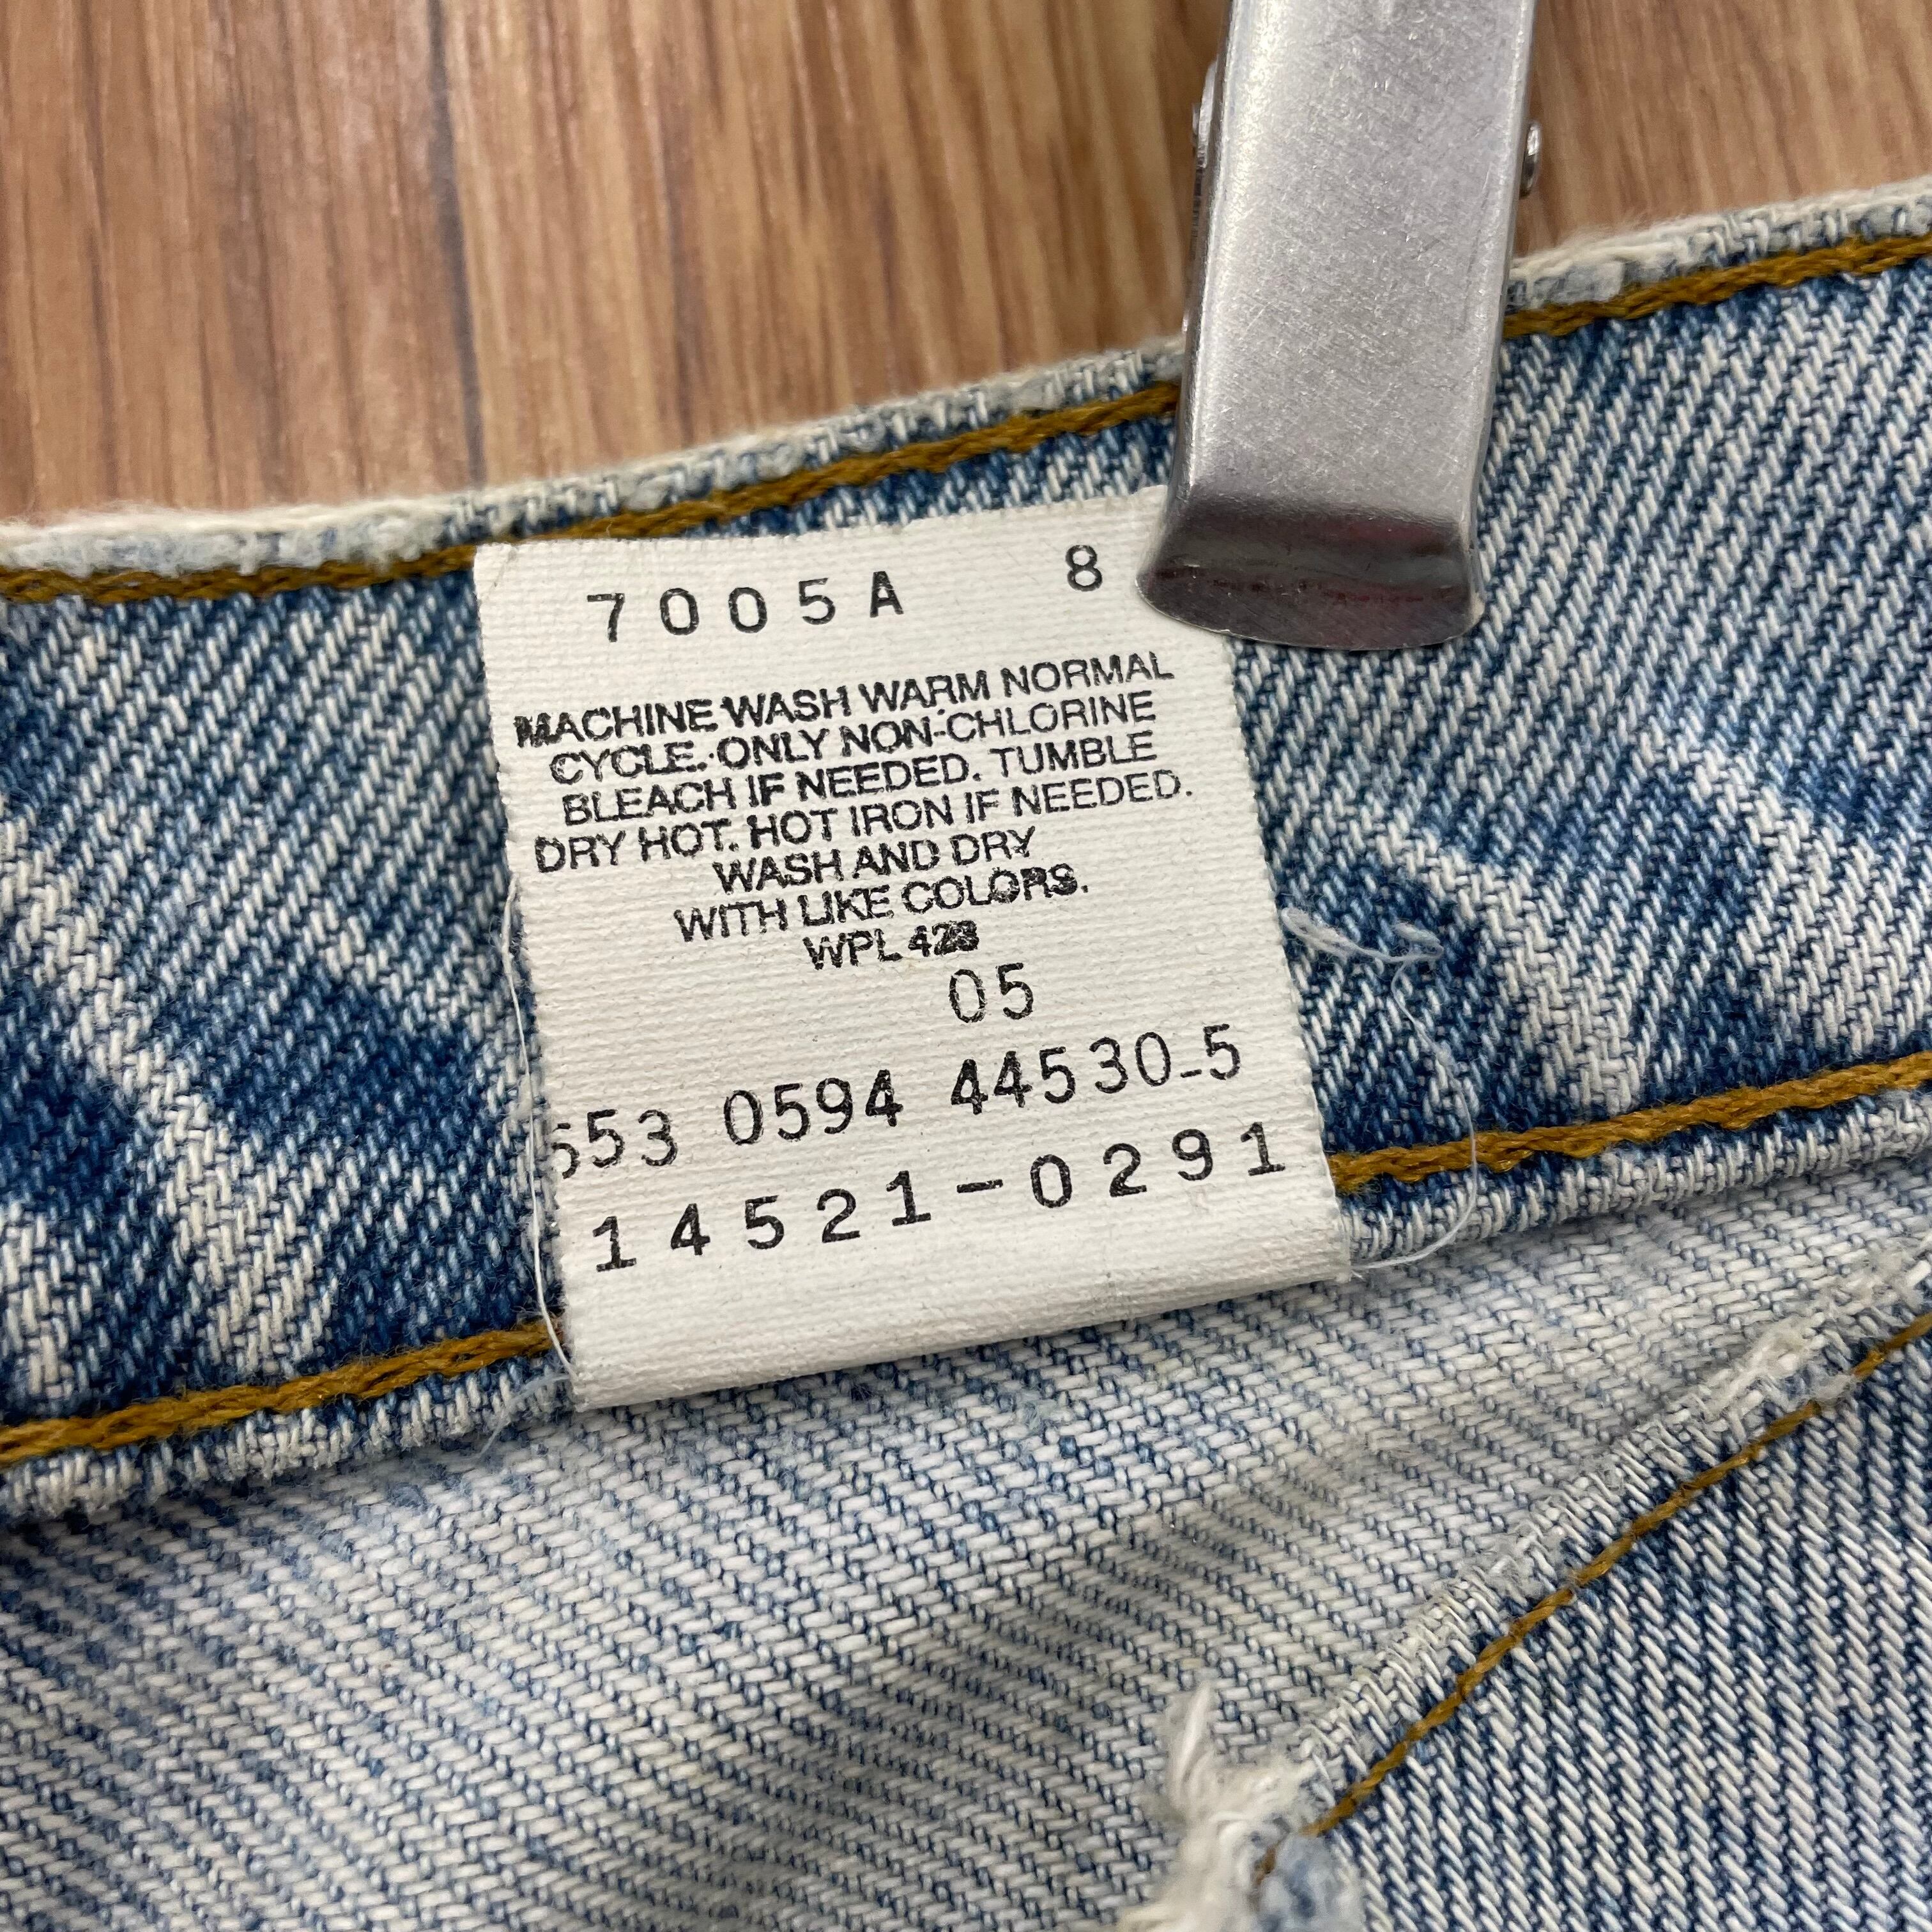 7005A 8
MACHINE WASH WARM NORMAL
CYCLE. ONLY NON-CHLORINE
BLEACH IF NEEDED. TUMBLE
DRY HOT. HOT IRON IF NEEDED.
WASH AND DRY
WITH LIKE COLORS.
WPL 423
05
553 0594 44530-5
14521-0291